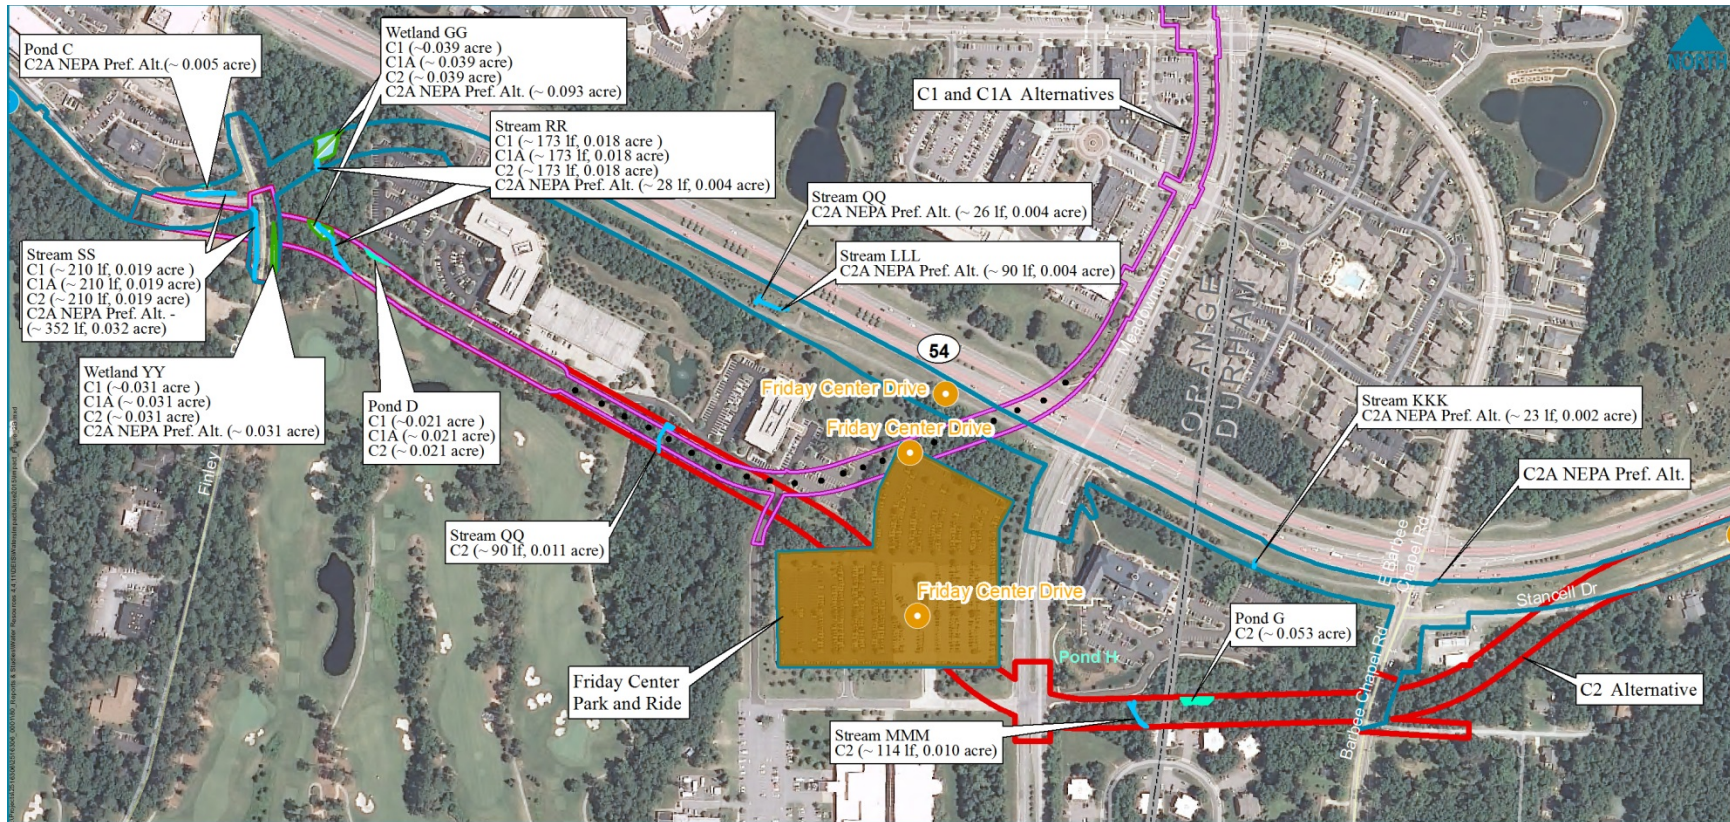 Pond C
C2A NEPA Pref. Alt.(~ 0.005 acre)
Wetland GG
C1 (~0.039 acre )
C1A (~ 0.039 acre)
C2 (~ 0.039 acre)
C2A NEPA Pref. Alt. (~ 0.093 acre)
Stream RR
C1 (~ 173 lf, 0.018 acre )
C1A (~ 173 lf, 0.018 acre)
C2 (~ 173 lf, 0.018 acre)
C2A NEPA Pref. Alt. (~ 28 lf, 0.004 acre)
C1 and C1A Alternatives
NORTH
Stream QQ
C2A NEPA Pref. Alt. (~ 26 lf, 0.004 acre)
Stream LLL
C2A NEPA Pref. Alt. (~ 90 lf, 0.004 acre)
Stream SS
C1 (~ 210 lf, 0.019 acre )
C1A (~ 210 lf, 0.019 acre)
C2 (~ 210 lf, 0.019 acre)
C2A NEPA Pref. Alt. -
(~ 352 lf, 0.032 acre)
Wetland YY
C1 (~0.031 acre )
C1A (~ 0.031 acre)
C2 (~ 0.031 acre)
C2A NEPA Pref. Alt. (~ 0.031 acre)
Pond D
C1 (~0.021 acre )
C1A (~ 0.021 acre)
C2 (~ 0.021 acre)
Meadowmont Ln
ORANGE
DURHAM
54
Friday Center Drive
Friday Center Drive
Friday Center Drive
Stream KKK
C2A NEPA Pref. Alt. (~ 23 lf, 0.002 acre)
C2A NEPA Pref. Alt.
Finley
Stream QQ
C2 (~ 90 lf, 0.011 acre)
E Barbee
Chapel Rd
Stancell Dr
Pond G
C2 (~ 0.053 acre)
Pond H
Friday Center
Park and Ride
Barbee Chapel Rd
C2 Alternative
Stream MMM
C2 (~ 114 lf, 0.010 acre)